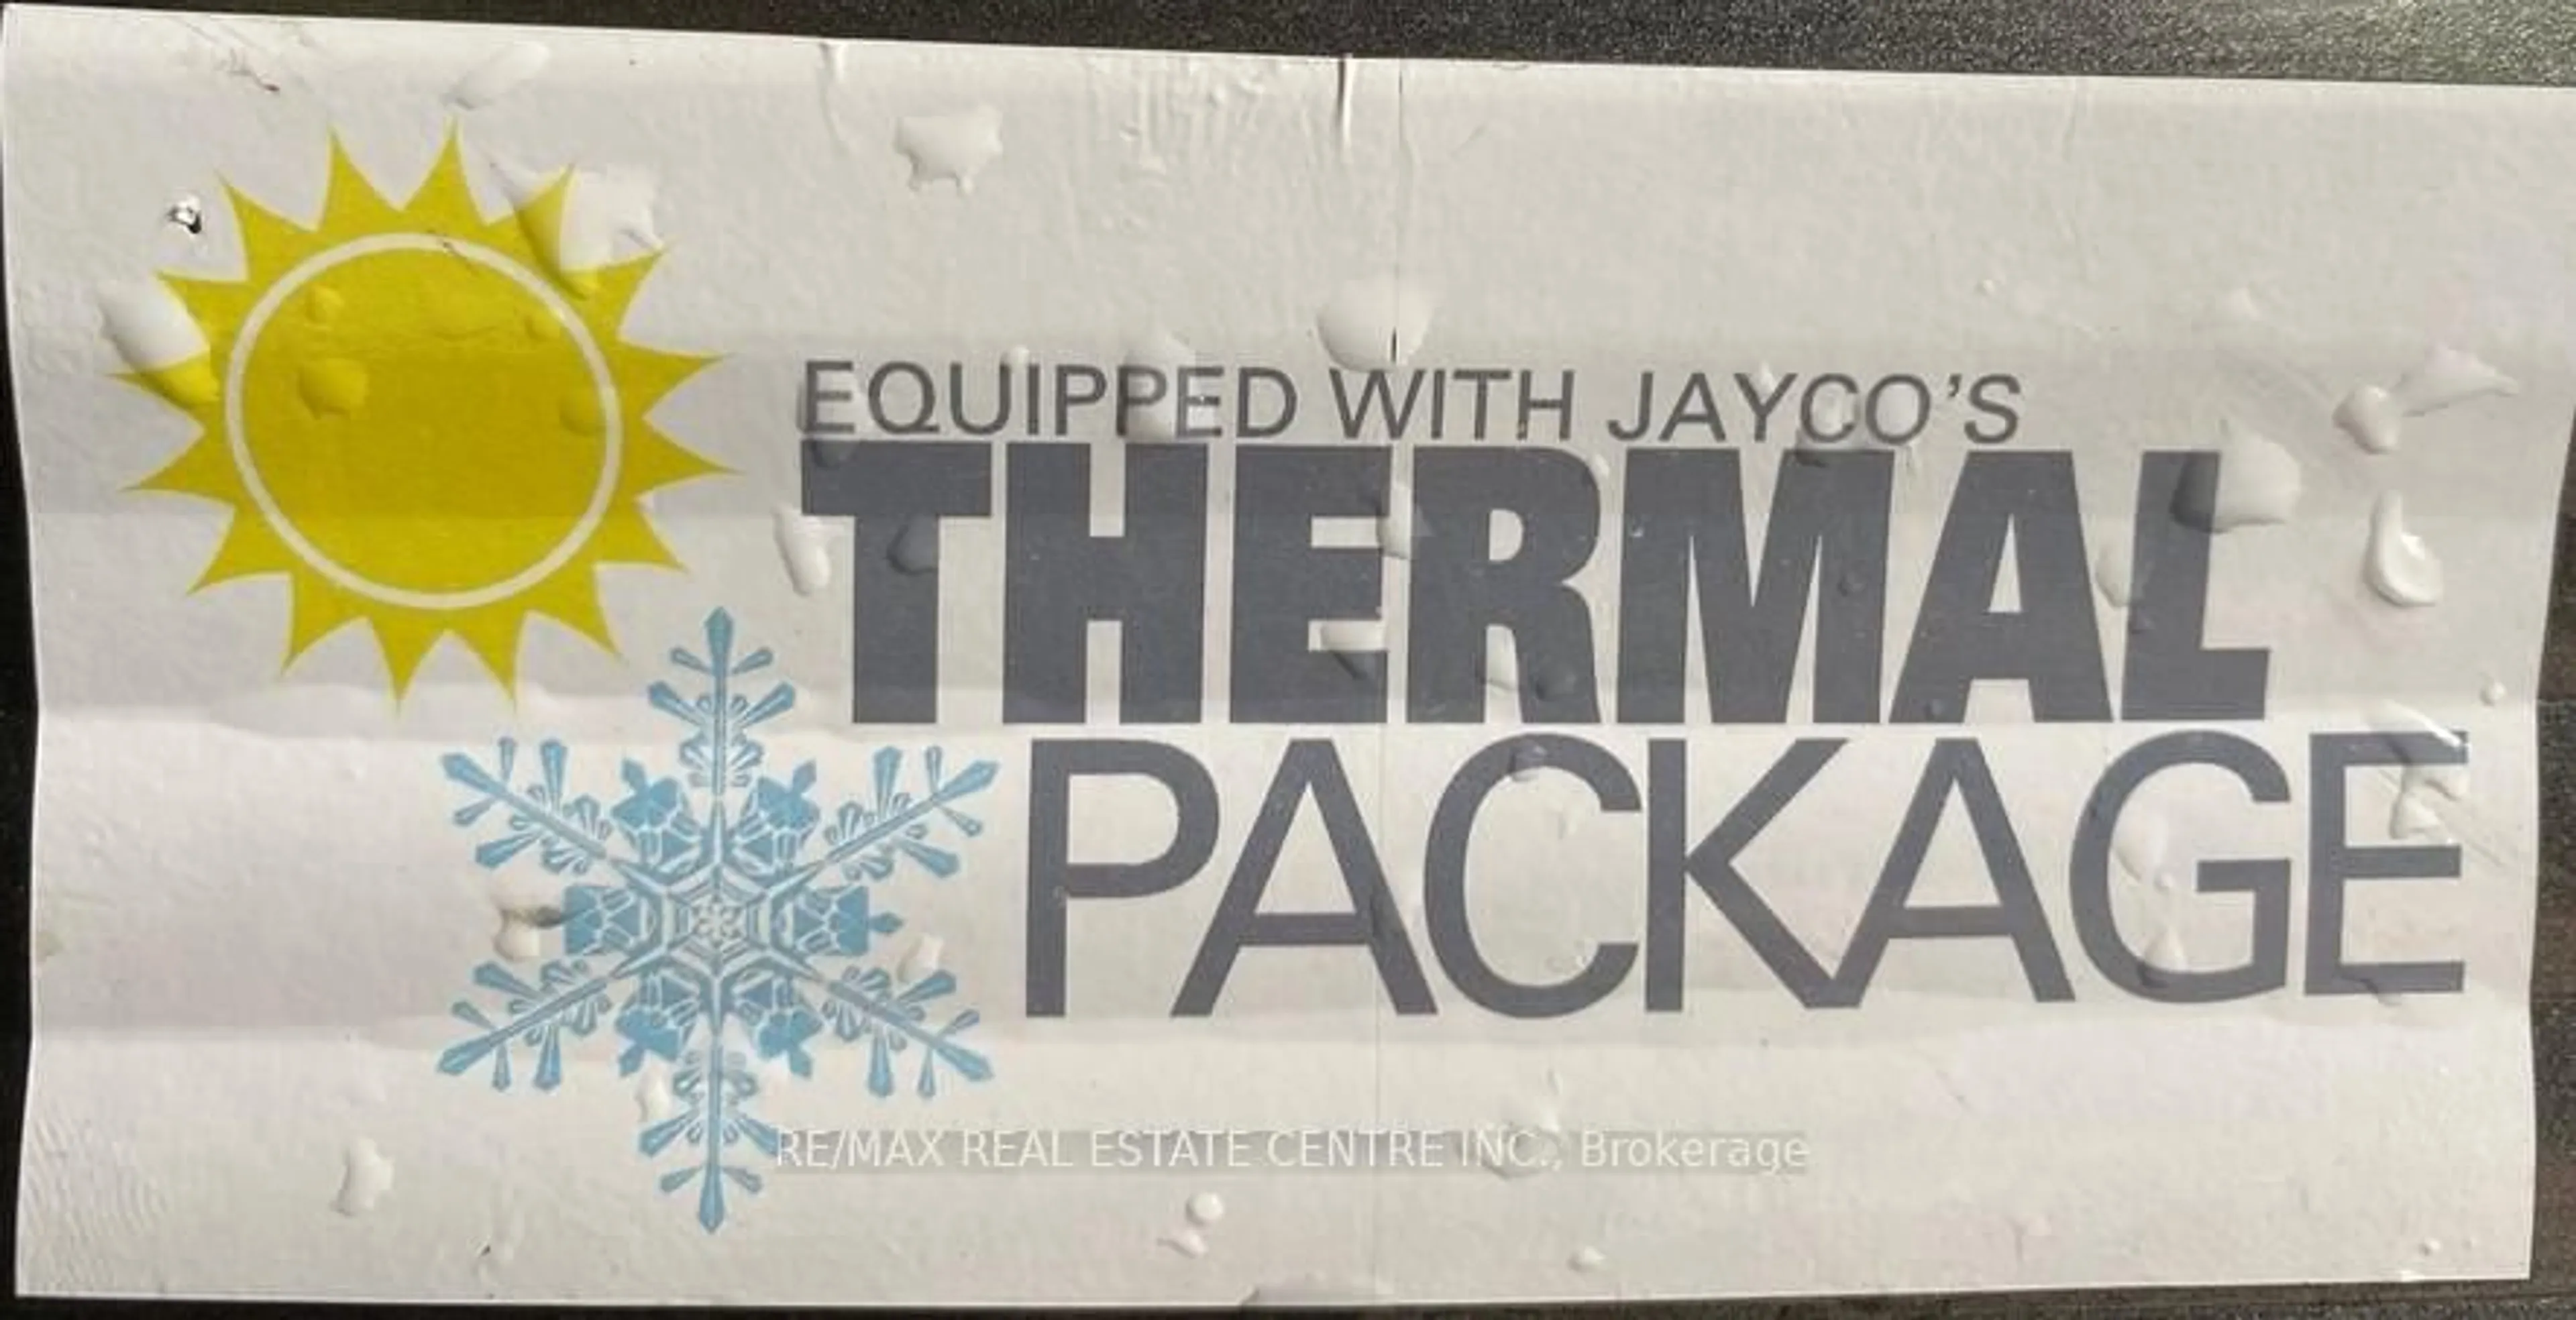 EQUIPPED WITH JAYCO'S
THERMAL
PACKAGE
RE/MAX REAL ESTATE CENTRE INC., Brokerage